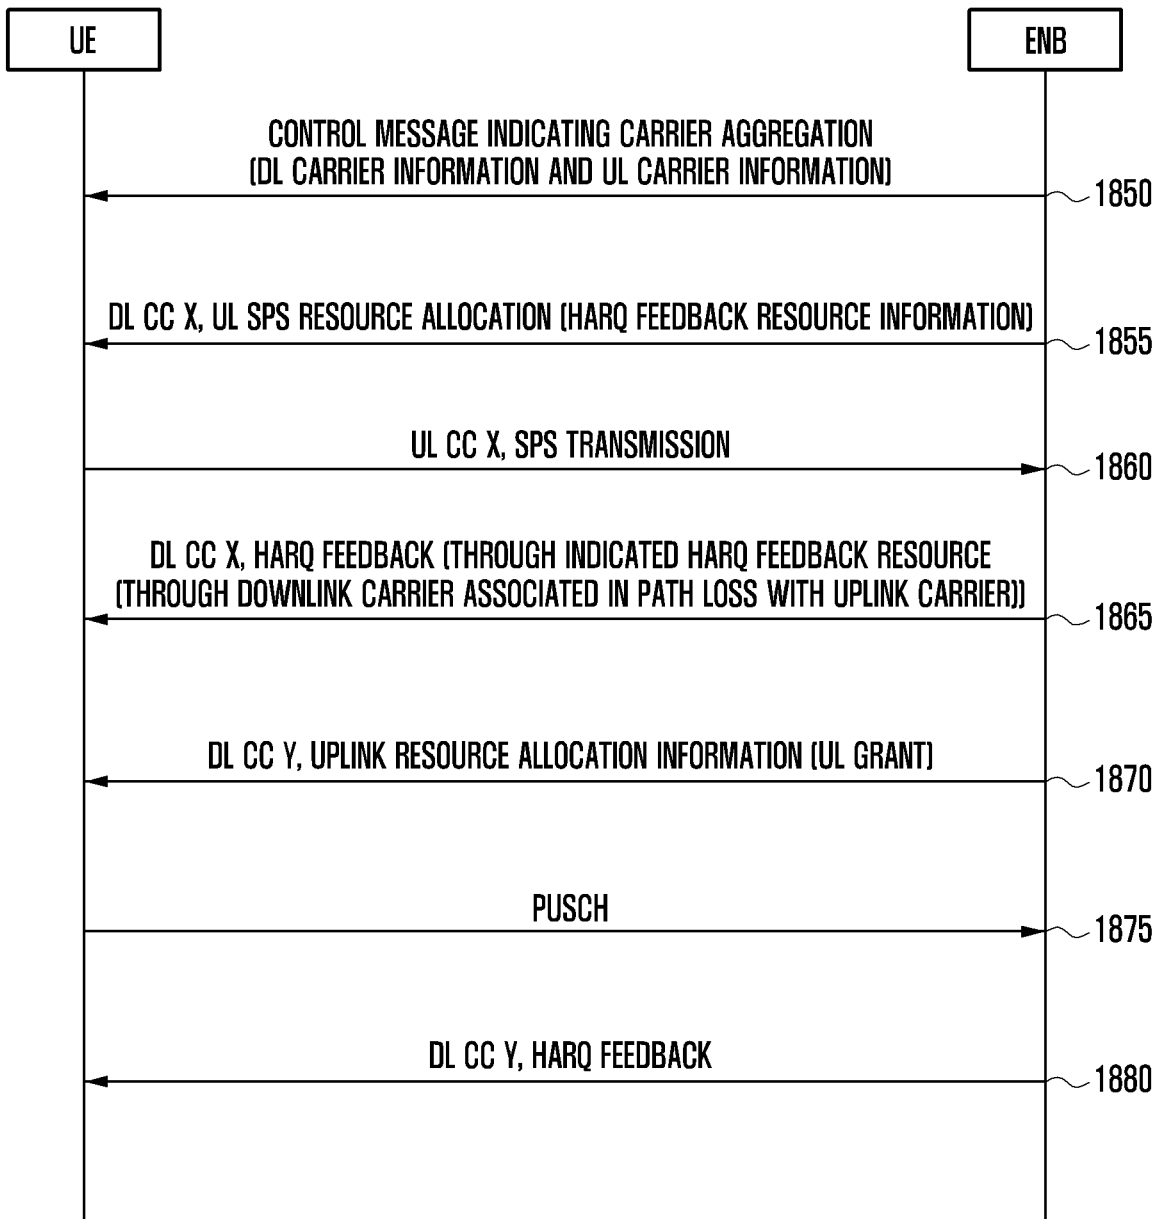 UE
ENB
CONTROL MESSAGE INDICATING CARRIER AGGREGATION
(DL CARRIER INFORMATION AND UL CARRIER INFORMATION)
1850
DL CC X, UL SPS RESOURCE ALLOCATION (HARQ FEEDBACK RESOURCE INFORMATION)
1855
UL CC X, SPS TRANSMISSION
1860
DL CC X, HARQ FEEDBACK (THROUGH INDICATED HARQ FEEDBACK RESOURCE
(THROUGH DOWNLINK CARRIER ASSOCIATED IN PATH LOSS WITH UPLINK CARRIER))
1865
DL CC Y, UPLINK RESOURCE ALLOCATION INFORMATION (UL GRANT)
1870
PUSCH
1875
DL CC Y, HARQ FEEDBACK
1880